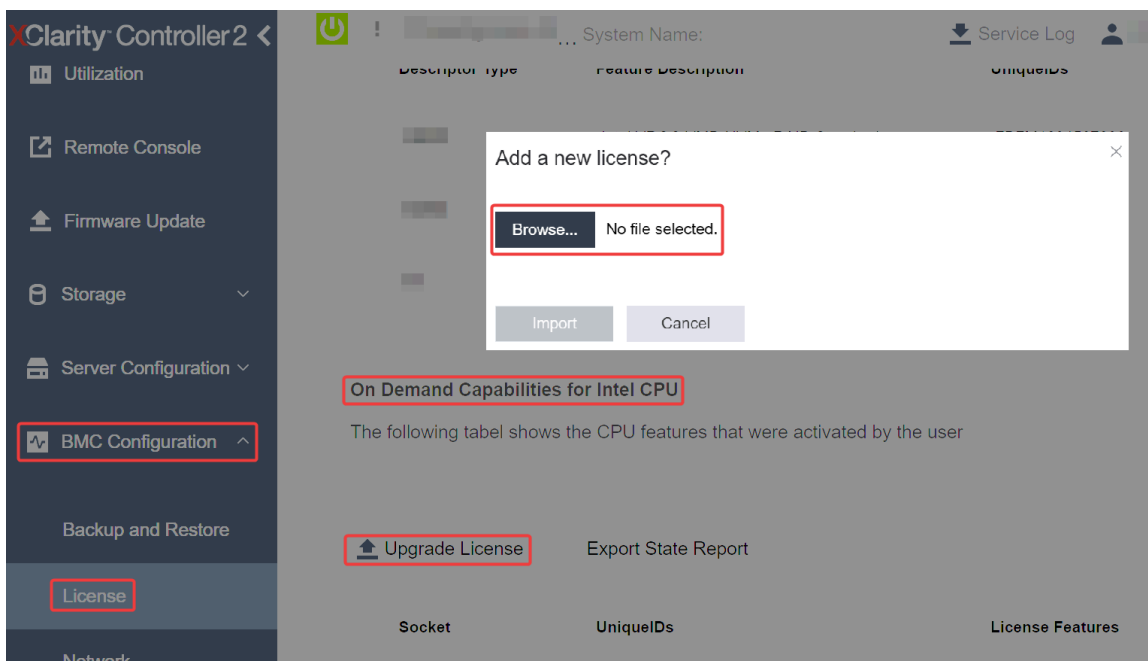 XClarity Controller 2
... System Name:
Service Log
Utilization
Descriptor Type Feature Description UniqueIDs
Remote Console
Add a new license?
Firmware Update
Browse... No file selected.
Storage
Import Cancel
Server Configuration
On Demand Capabilities for Intel CPU
BMC Configuration
The following tabel shows the CPU features that were activated by the user
Backup and Restore
Upgrade License Export State Report
License
Socket UniqueIDs License Features
Network